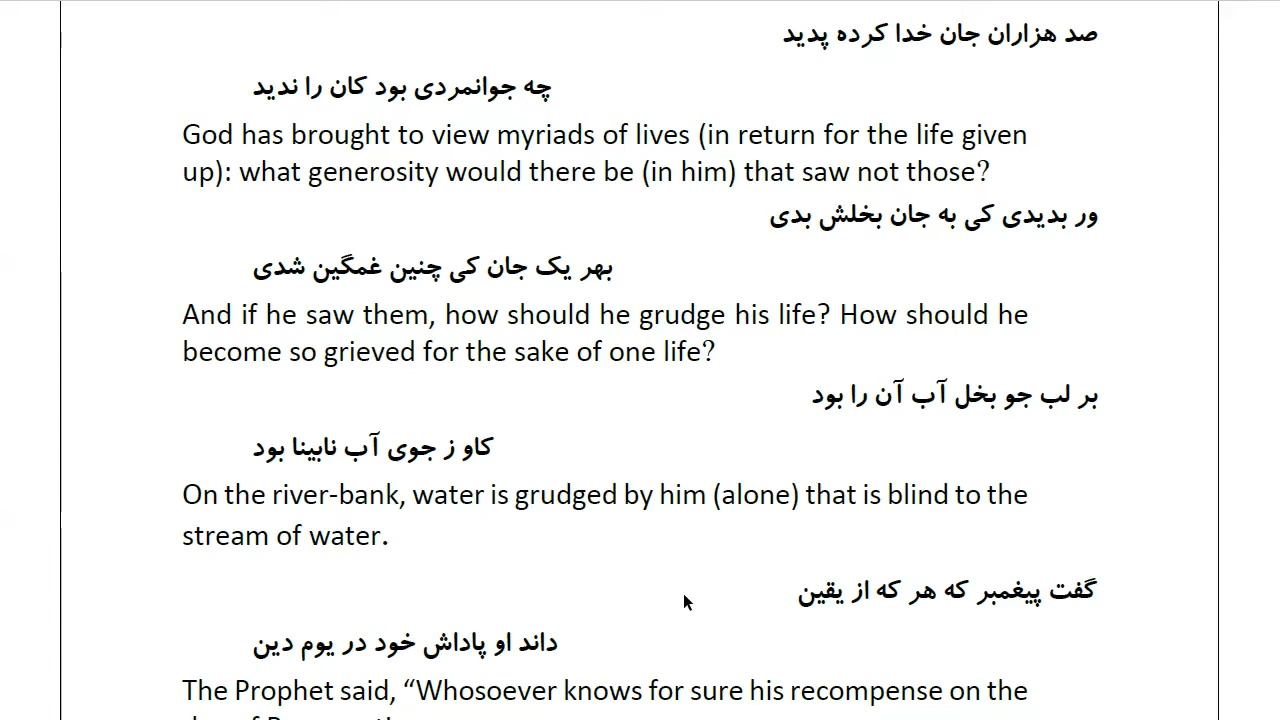 صد هزاران جان خدا کرده پدید
چه جوانمردی بود کان را ندید
God has brought to view myriads of lives (in return for the life given
up): what generosity would there be (in him) that saw not those?
ور بدیدی کی به جان بخلش بدی
بهر یک جان کی چنین غمگین شدی
And if he saw them, how should he grudge his life? How should he
become so grieved for the sake of one life?
بر لب جو بخل آب آن را بود
کاو ز جوی آب نابینا بود
On the river-bank, water is grudged by him (alone) that is blind to the
stream of water.
گفت پیغمبر که هر که از یقین
داند او پاداش خود در یوم دین
The Prophet said, “Whosoever knows for sure his recompense on the